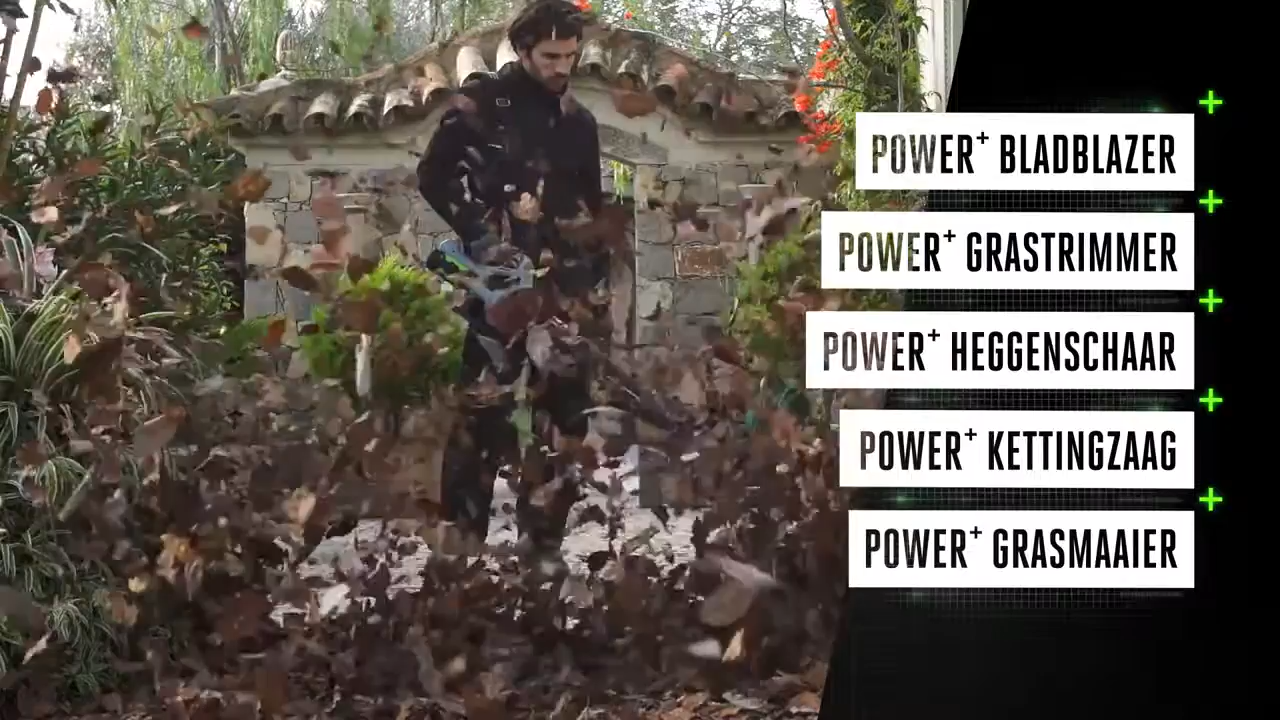 POWER+ BLADBLAZER
POWER+ GRASTRIMMER
POWER+ HEGGENSCHAAR
POWER+ KETTINGZAAG
POWER+ GRASMAAIER